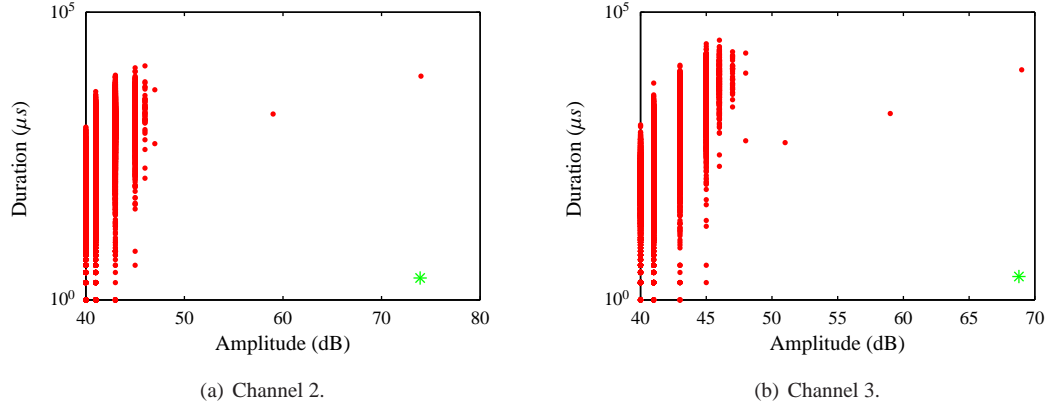 10^5
Duration (μs)
10^0
40 50 60 70 80
Amplitude (dB)
(a) Channel 2.
10^5
Duration (μs)
10^0
40 45 50 55 60 65 70
Amplitude (dB)
(b) Channel 3.